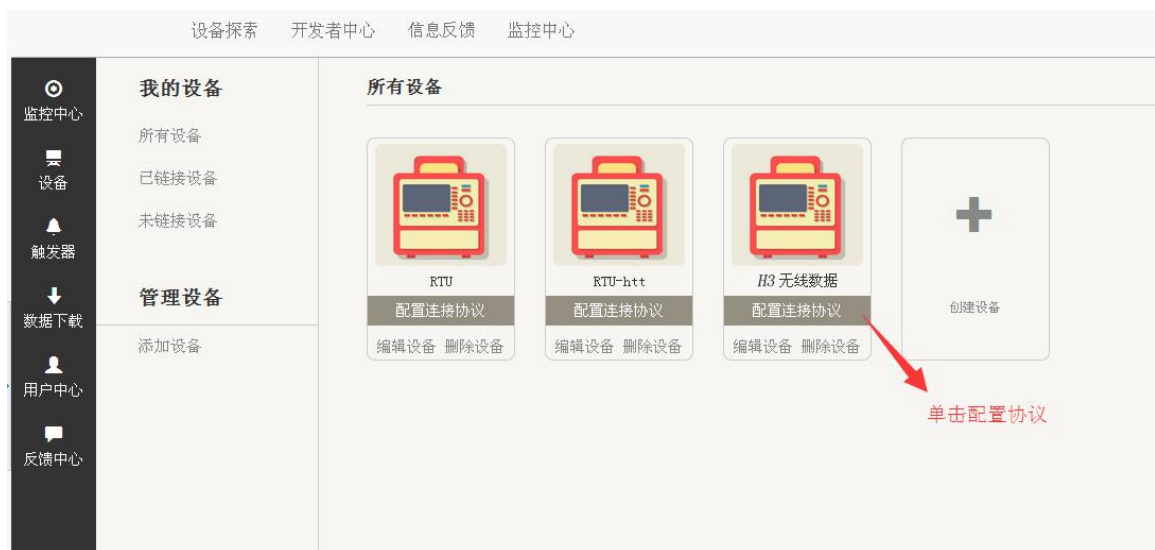 设备探索 开发者中心 信息反馈 监控中心
监控中心
设备
触发器
数据下载
用户中心
反馈中心
我的设备
所有设备
已链接设备
未链接设备
管理设备
添加设备
所有设备
RTU
配置连接协议
编辑设备 删除设备
RTU-htt
配置连接协议
编辑设备 删除设备
H3 无线数据
配置连接协议
编辑设备 删除设备
创建设备
单击配置协议